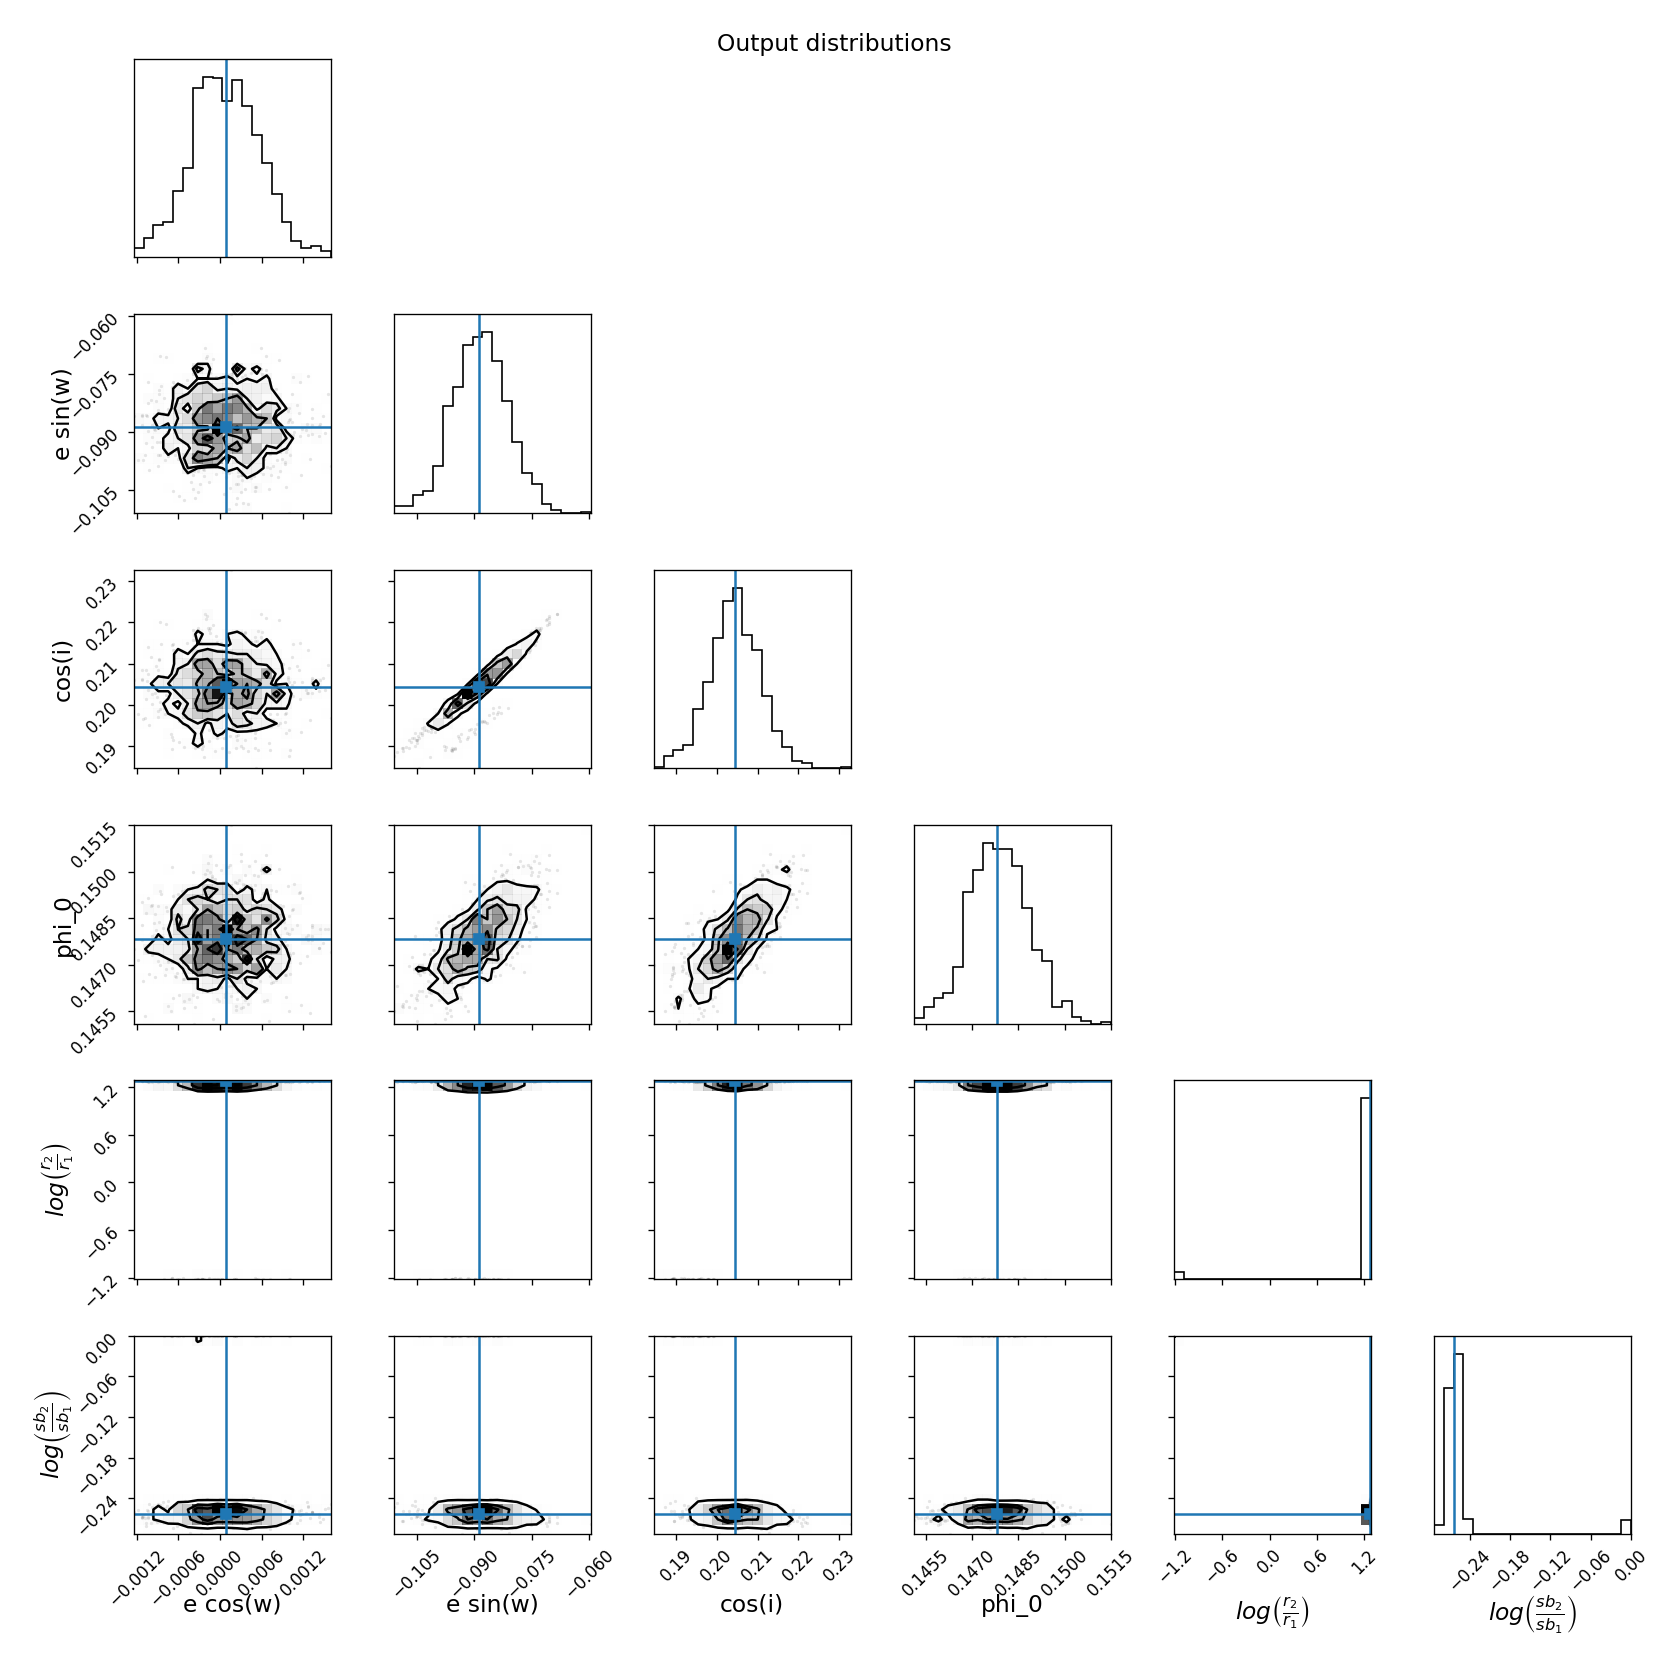 Output distributions
e sin(w)
−0.060
−0.075
−0.090
−0.105
cos(i)
0.23
0.22
0.21
0.20
0.19
phi_0
0.1515
0.1500
0.1485
0.1470
0.1455
log(r2/r1)
1.2
0.6
0.0
−0.6
−1.2
log(sb2/sb1)
0.00
−0.06
−0.12
−0.18
−0.24
−0.0012 −0.0006 0.0000 0.0006 0.0012
−0.105 −0.090 −0.075 −0.060
0.19 0.20 0.21 0.22 0.23
0.1455 0.1470 0.1485 0.1500 0.1515
−1.2 −0.6 0.0 0.6 1.2
−0.24 −0.18 −0.12 −0.06 0.00
e cos(w)
e sin(w)
cos(i)
phi_0
log(r2/r1)
log(sb2/sb1)